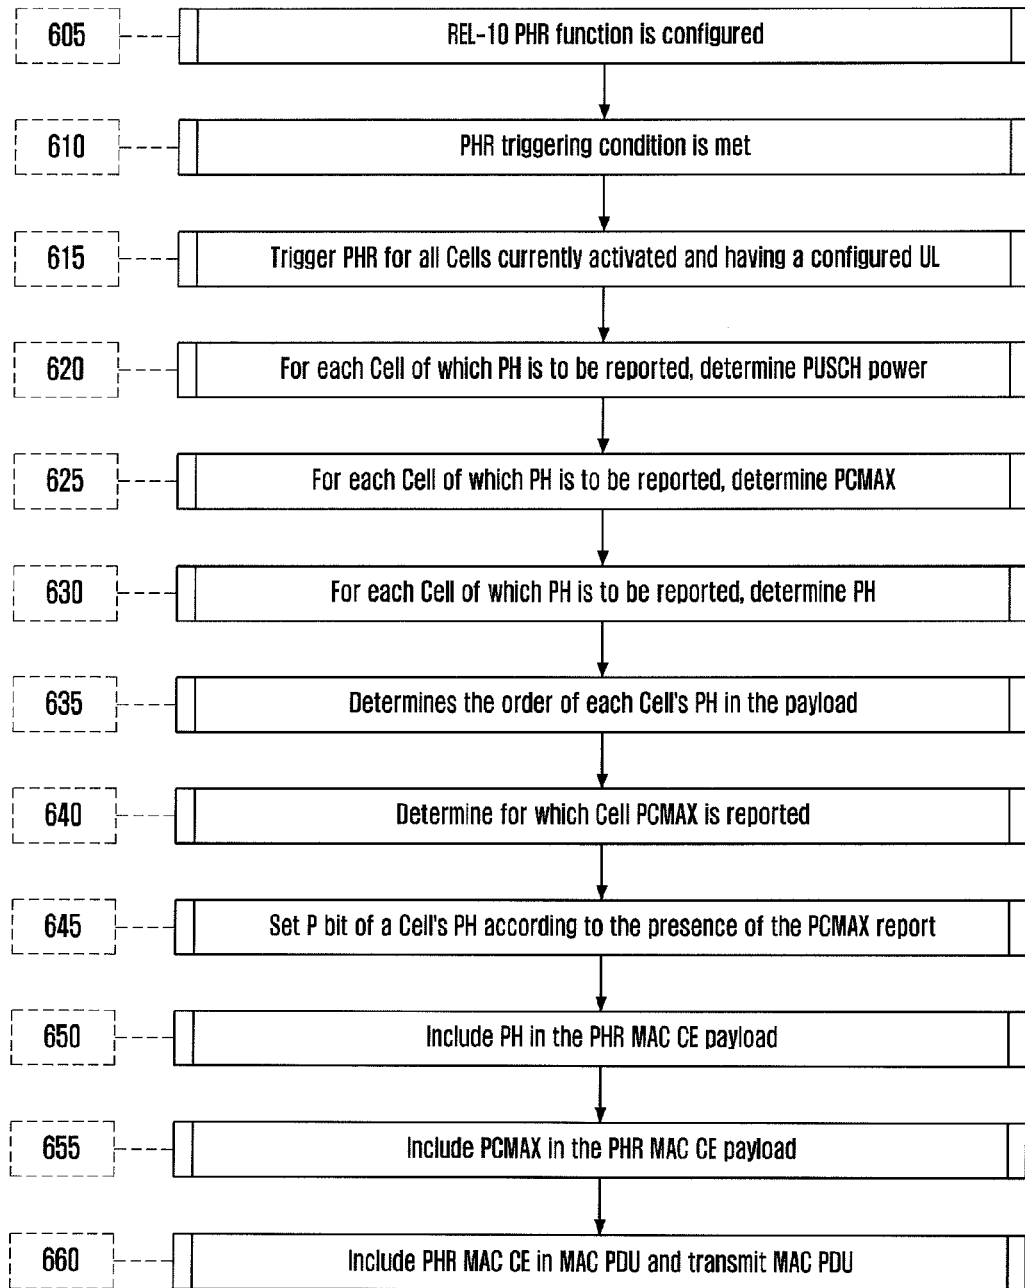 605 REL-10 PHR function is configured
610 PHR triggering condition is met
615 Trigger PHR for all Cells currently activated and having a configured UL
620 For each Cell of which PH is to be reported, determine PUSCH power
625 For each Cell of which PH is to be reported, determine PCMAX
630 For each Cell of which PH is to be reported, determine PH
635 Determines the order of each Cell's PH in the payload
640 Determine for which Cell PCMAX is reported
645 Set P bit of a Cell's PH according to the presence of the PCMAX report
650 Include PH in the PHR MAC CE payload
655 Include PCMAX in the PHR MAC CE payload
660 Include PHR MAC CE in MAC PDU and transmit MAC PDU